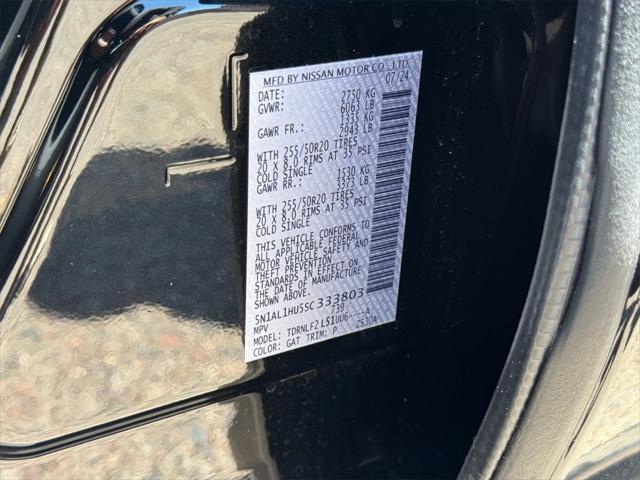 MFD BY NISSAN MOTOR CO., LTD.
DATE: 07/24
GVWR: 2750 KG
6063 LB
GAWR FR.: 1335 KG
2943 LB
WITH 255/50R20 TIRES
20 X 8.0 RIMS AT 35 PSI
COLD SINGLE
GAWR RR.: 1530 KG
3373 LB
WITH 255/50R20 TIRES
20 X 8.0 RIMS AT 35 PSI
COLD SINGLE
THIS VEHICLE CONFORMS TO
ALL APPLICABLE FEDERAL
MOTOR VEHICLE SAFETY AND
THEFT PREVENTION
STANDARDS IN EFFECT ON
THE DATE OF MANUFACTURE
SHOWN ABOVE.
5N1AL1HU5SC333803
MPV 739
MODEL: TDRNLF2 L51UU6----A
COLOR: GAT TRIM: P 2530A